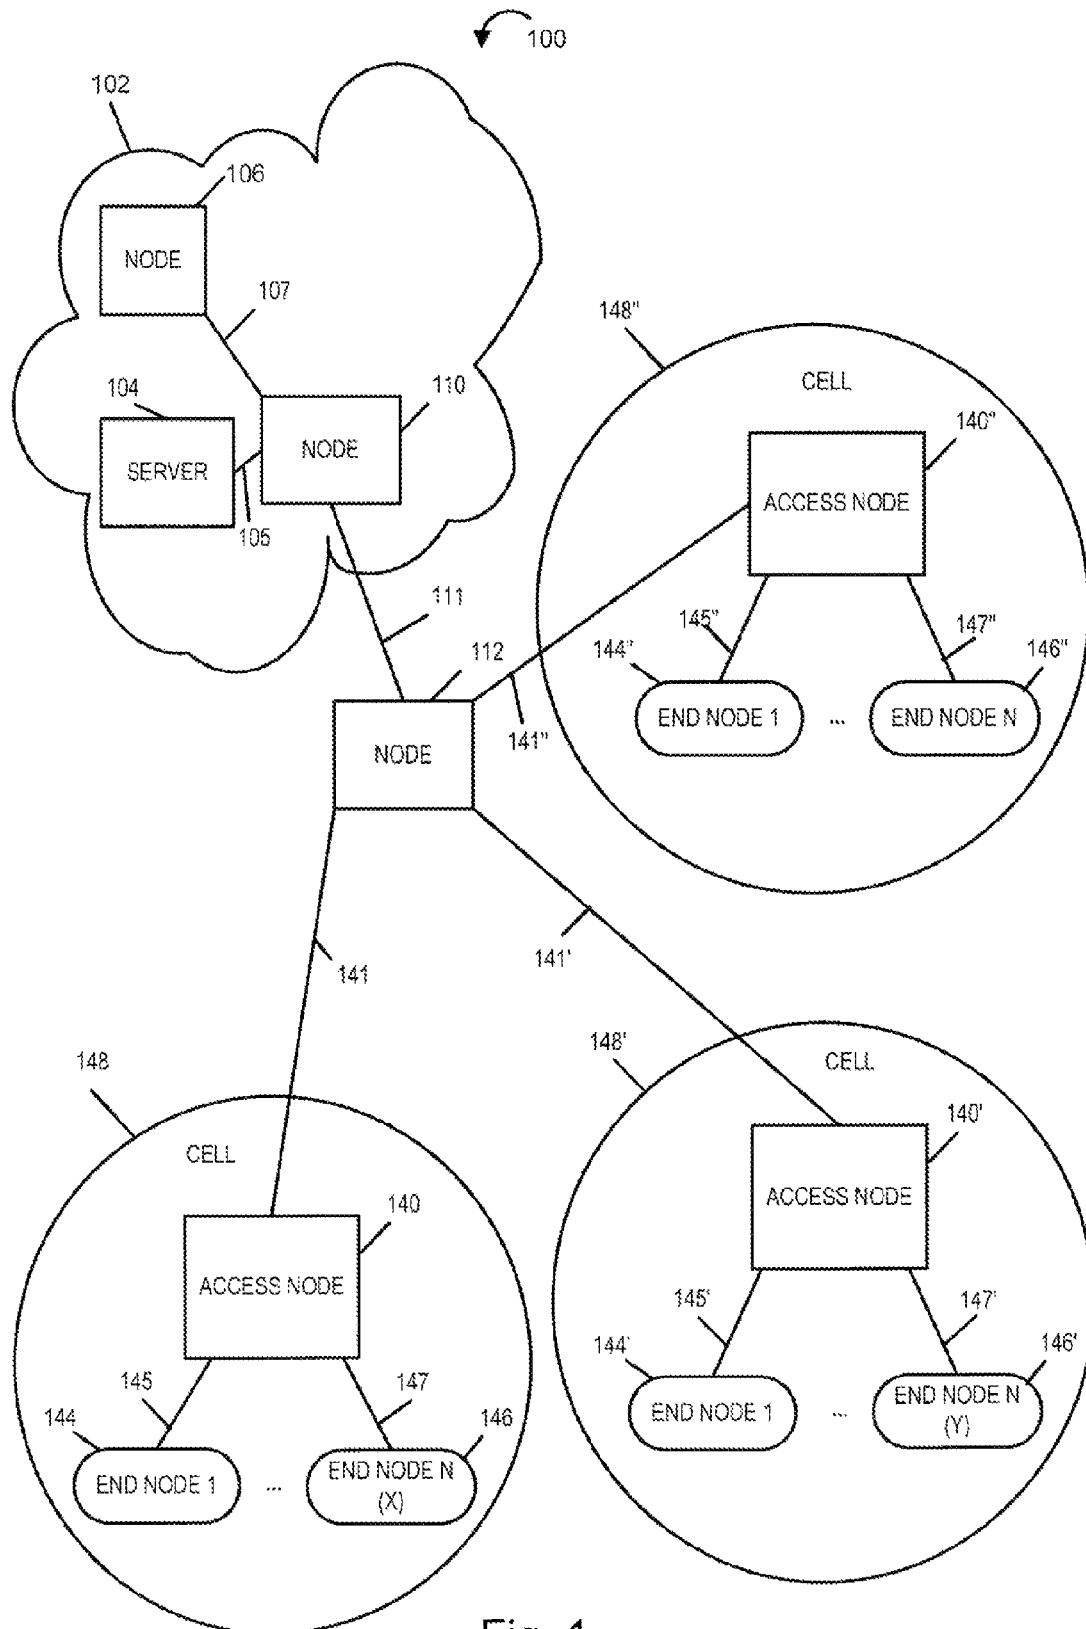 100
102
106
NODE
107
104
110
SERVER
NODE
105
111
112
NODE
148"
CELL
140"
ACCESS NODE
145"
147"
144"
146"
END NODE 1
...
END NODE N
141"
141
141'
148'
CELL
140'
ACCESS NODE
145'
147'
144'
146'
END NODE 1
...
END NODE N
(Y)
148
CELL
140
ACCESS NODE
145
147
144
146
END NODE 1
...
END NODE N
(X)
Fig. 1